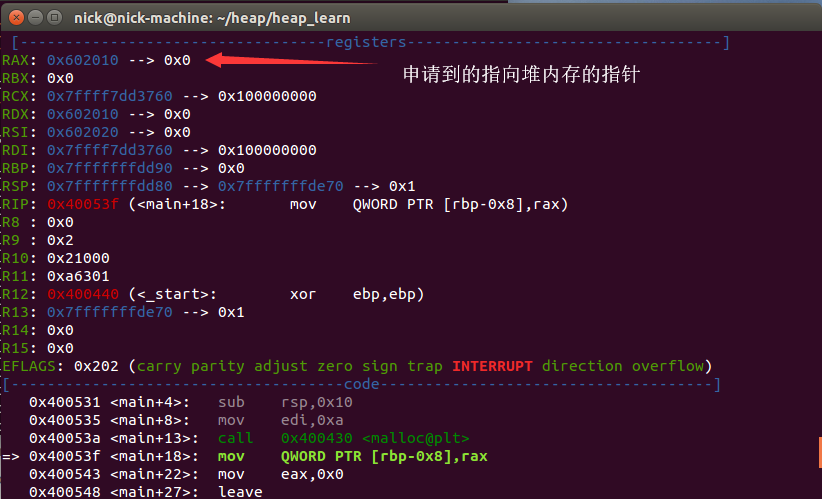 nick@nick-machine: ~/heap/heap_learn
[----------------------------------registers-----------------------------------]
RAX: 0x602010 --> 0x0
申请到的指向堆内存的指针
RBX: 0x0
RCX: 0x7ffff7dd3760 --> 0x100000000
RDX: 0x602010 --> 0x0
RSI: 0x602020 --> 0x0
RDI: 0x7ffff7dd3760 --> 0x100000000
RBP: 0x7fffffffdd90 --> 0x0
RSP: 0x7fffffffdd80 --> 0x7fffffffde70 --> 0x1
RIP: 0x40053f (<main+18>: mov QWORD PTR [rbp-0x8],rax)
R8 : 0x0
R9 : 0x2
R10: 0x21000
R11: 0xa6301
R12: 0x400440 (<_start>: xor ebp,ebp)
R13: 0x7fffffffde70 --> 0x1
R14: 0x0
R15: 0x0
EFLAGS: 0x202 (carry parity adjust zero sign trap INTERRUPT direction overflow)
[-------------------------------------code-------------------------------------]
0x400531 <main+4>: sub rsp,0x10
0x400535 <main+8>: mov edi,0xa
0x40053a <main+13>: call 0x400430 <malloc@plt>
=> 0x40053f <main+18>: mov QWORD PTR [rbp-0x8],rax
0x400543 <main+22>: mov eax,0x0
0x400548 <main+27>: leave